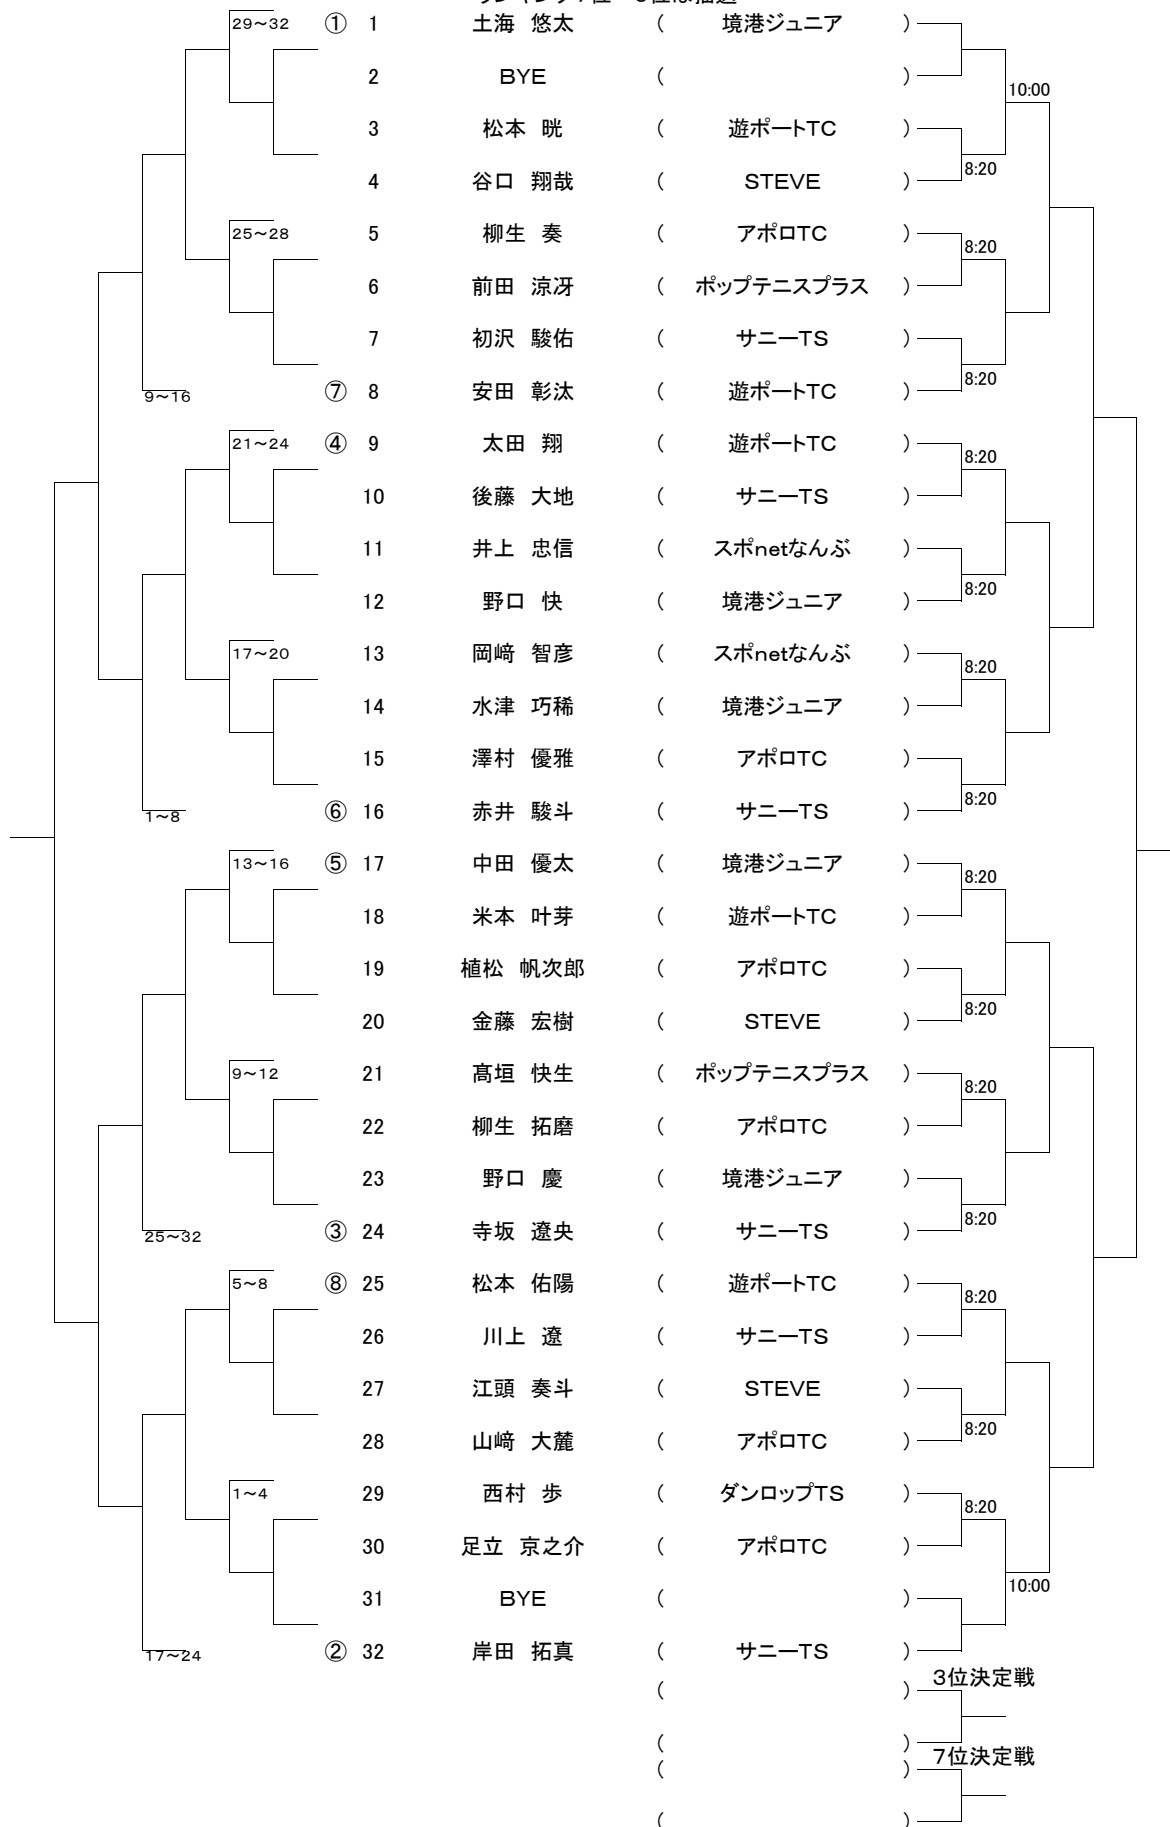 29～32 ① 1 土海 悠太 ( 境港ジュニア )
2 BYE ( )
10:00
3 松本 晄 ( 遊ポートTC )
8:20
4 谷口 翔哉 ( STEVE )
25～28 5 柳生 奏 ( アポロTC )
8:20
6 前田 涼冴 ( ポップテニスプラス )
7 初沢 駿佑 ( サニーTS )
8:20
9～16 ⑦ 8 安田 彰汰 ( 遊ポートTC )
21～24 ④ 9 太田 翔 ( 遊ポートTC )
8:20
10 後藤 大地 ( サニーTS )
11 井上 忠信 ( スポnetなんぶ )
8:20
12 野口 快 ( 境港ジュニア )
17～20 13 岡﨑 智彦 ( スポnetなんぶ )
8:20
14 水津 巧稀 ( 境港ジュニア )
15 澤村 優雅 ( アポロTC )
8:20
1～8 ⑥ 16 赤井 駿斗 ( サニーTS )
13～16 ⑤ 17 中田 優太 ( 境港ジュニア )
8:20
18 米本 叶芽 ( 遊ポートTC )
19 植松 帆次郎 ( アポロTC )
8:20
20 金藤 宏樹 ( STEVE )
9～12 21 髙垣 快生 ( ポップテニスプラス )
8:20
22 柳生 拓磨 ( アポロTC )
23 野口 慶 ( 境港ジュニア )
8:20
25～32 ③ 24 寺坂 遼央 ( サニーTS )
5～8 ⑧ 25 松本 佑陽 ( 遊ポートTC )
8:20
26 川上 遼 ( サニーTS )
27 江頭 奏斗 ( STEVE )
8:20
28 山﨑 大麓 ( アポロTC )
1～4 29 西村 歩 ( ダンロップTS )
8:20
30 足立 京之介 ( アポロTC )
10:00
31 BYE ( )
17～24 ② 32 岸田 拓真 ( サニーTS )
3位決定戦
( )
( )
7位決定戦
( )
( )